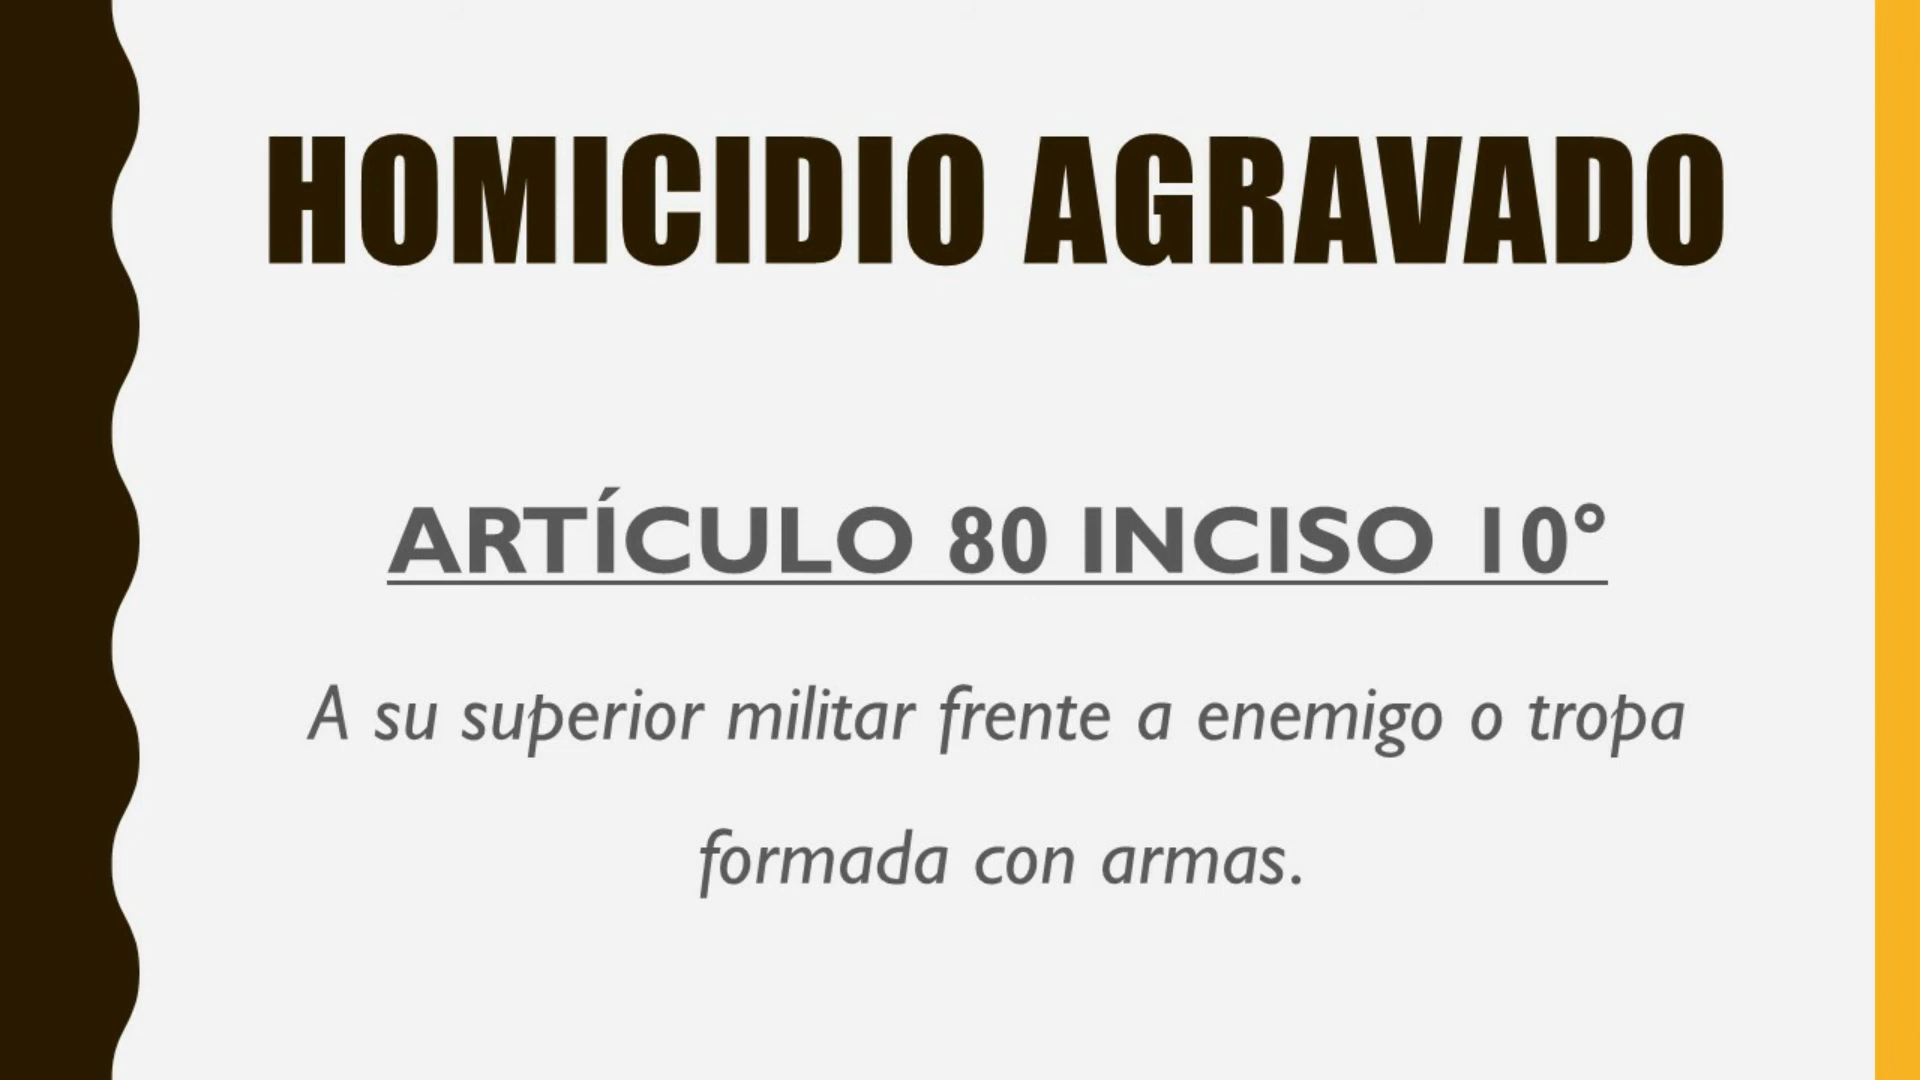 HOMICIDIO AGRAVADO
ARTÍCULO 80 INCISO 10°
A su superior militar frente a enemigo o tropa
formada con armas.